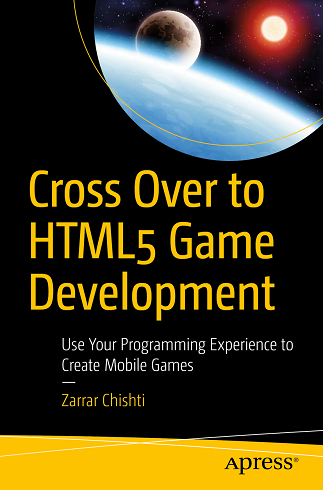 Cross Over to
HTML5 Game
Development
Use Your Programming Experience to
Create Mobile Games
—
Zarrar Chishti
Apress®